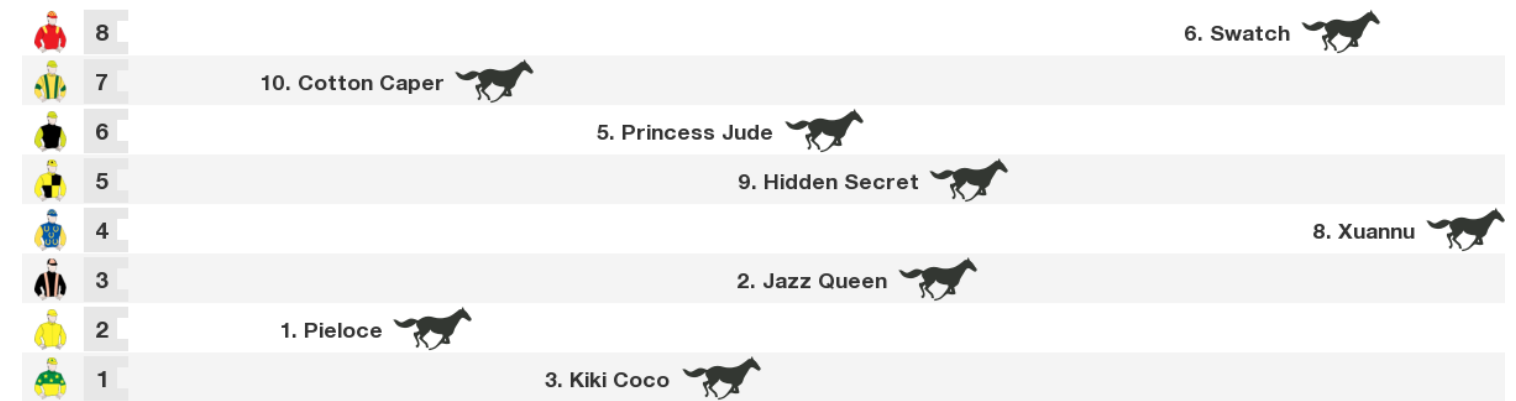 8 6. Swatch
7 10. Cotton Caper
6 5. Princess Jude
5 9. Hidden Secret
4 8. Xuannu
3 2. Jazz Queen
2 1. Pieloce
1 3. Kiki Coco